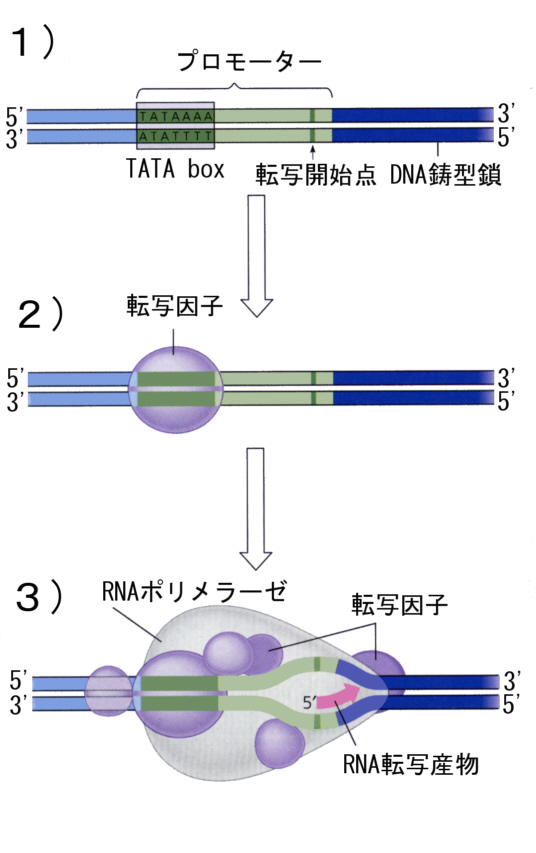 1)
プロモーター
5' TATAAAA 3'
3' ATATTTT 5'
TATA box 転写開始点 DNA鋳型鎖
2)
転写因子
5' 3'
3' 5'
3)
RNAポリメラーゼ
転写因子
5' 3'
3' 5' 5'
RNA転写産物